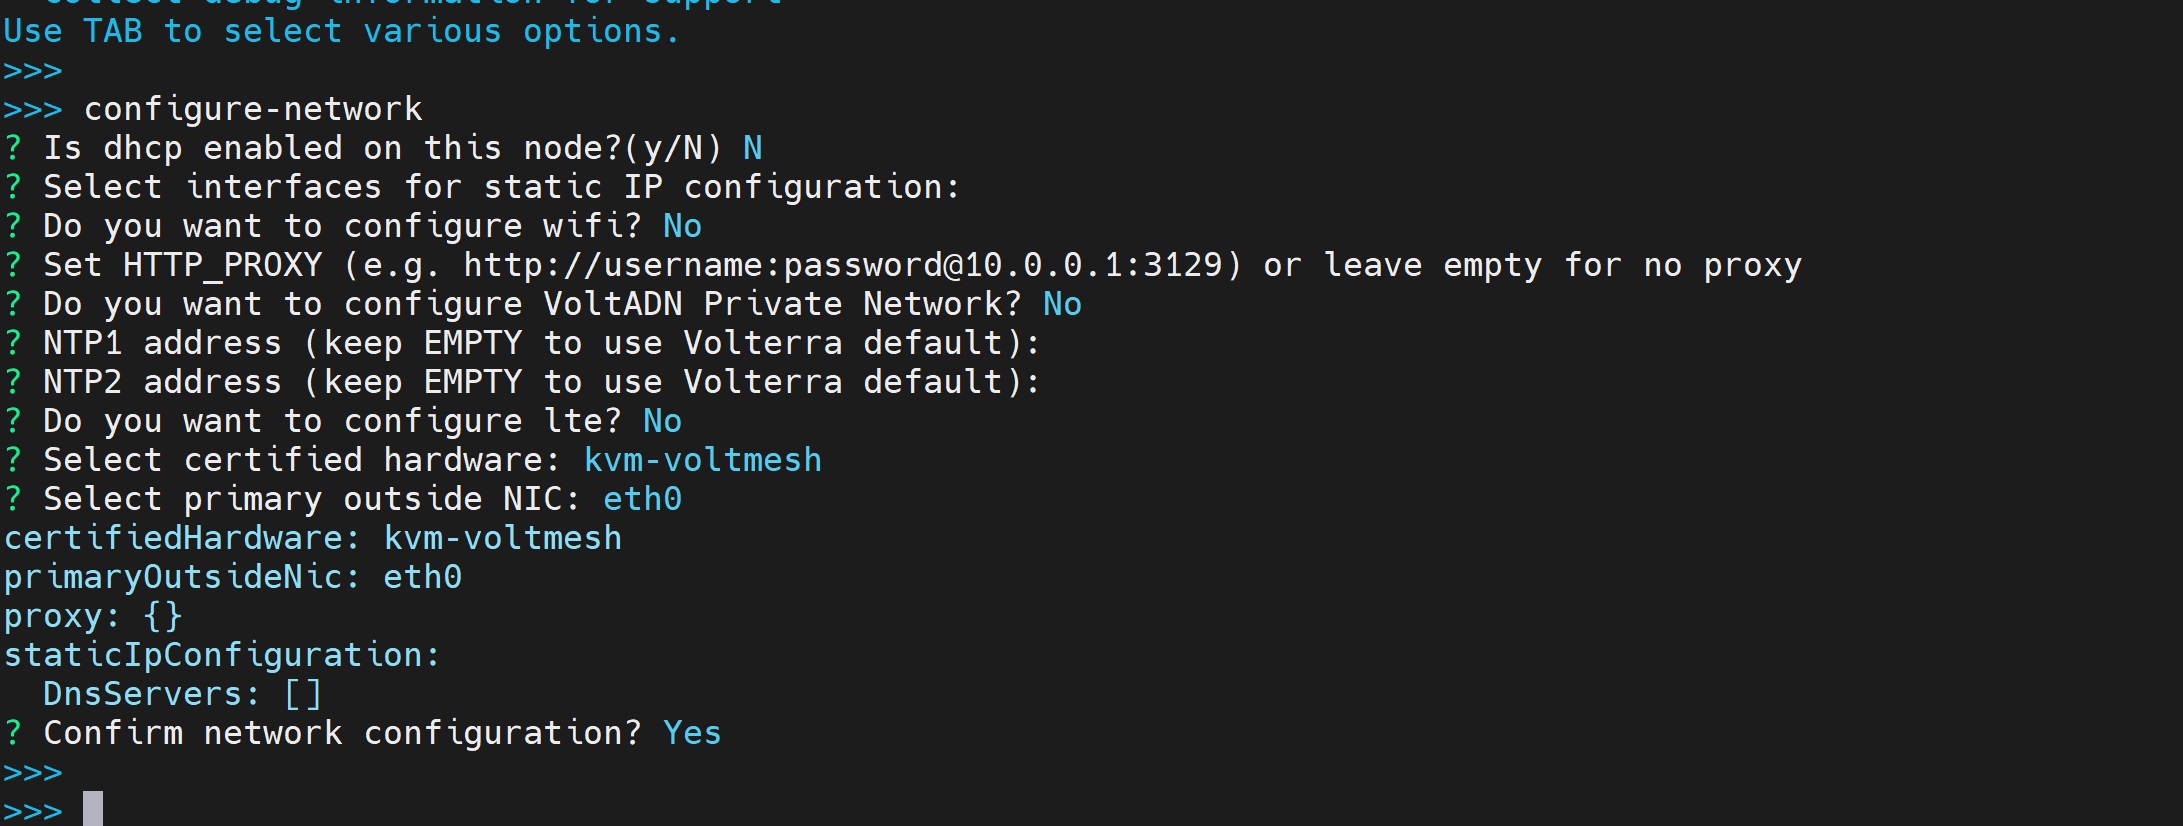 collect debug information for support
Use TAB to select various options.
>>>
>>> configure-network
? Is dhcp enabled on this node?(y/N) N
? Select interfaces for static IP configuration:
? Do you want to configure wifi? No
? Set HTTP_PROXY (e.g. http://username:password@10.0.0.1:3129) or leave empty for no proxy
? Do you want to configure VoltADN Private Network? No
? NTP1 address (keep EMPTY to use Volterra default):
? NTP2 address (keep EMPTY to use Volterra default):
? Do you want to configure lte? No
? Select certified hardware: kvm-voltmesh
? Select primary outside NIC: eth0
certifiedHardware: kvm-voltmesh
primaryOutsideNic: eth0
proxy: {}
staticIpConfiguration:
  DnsServers: []
? Confirm network configuration? Yes
>>>
>>>